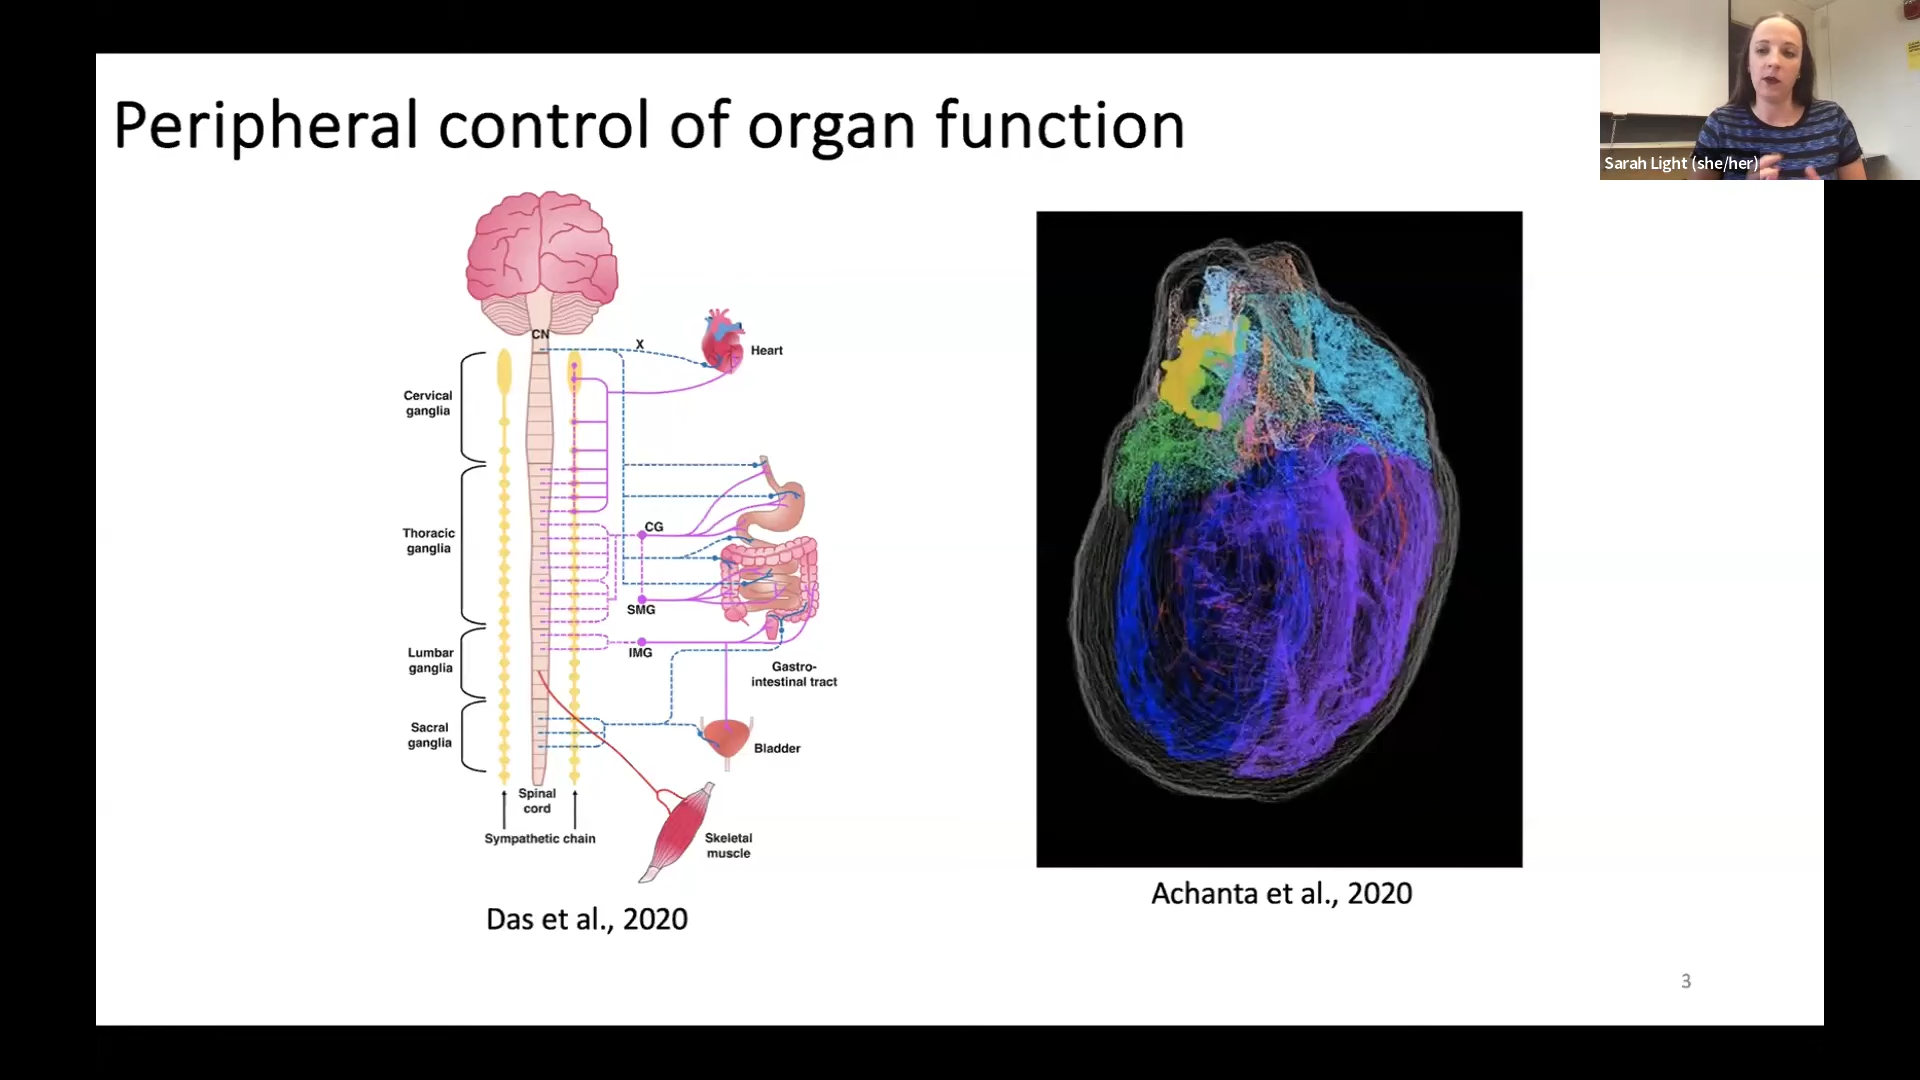 Peripheral control of organ function
Sarah Light (she/her)
CN
X
Heart
Cervical
ganglia
Thoracic
ganglia
CG
SMG
IMG
Lumbar
ganglia
Gastro-
intestinal tract
Sacral
ganglia
Bladder
Spinal
cord
Sympathetic chain
Skeletal
muscle
Das et al., 2020
Achanta et al., 2020
3